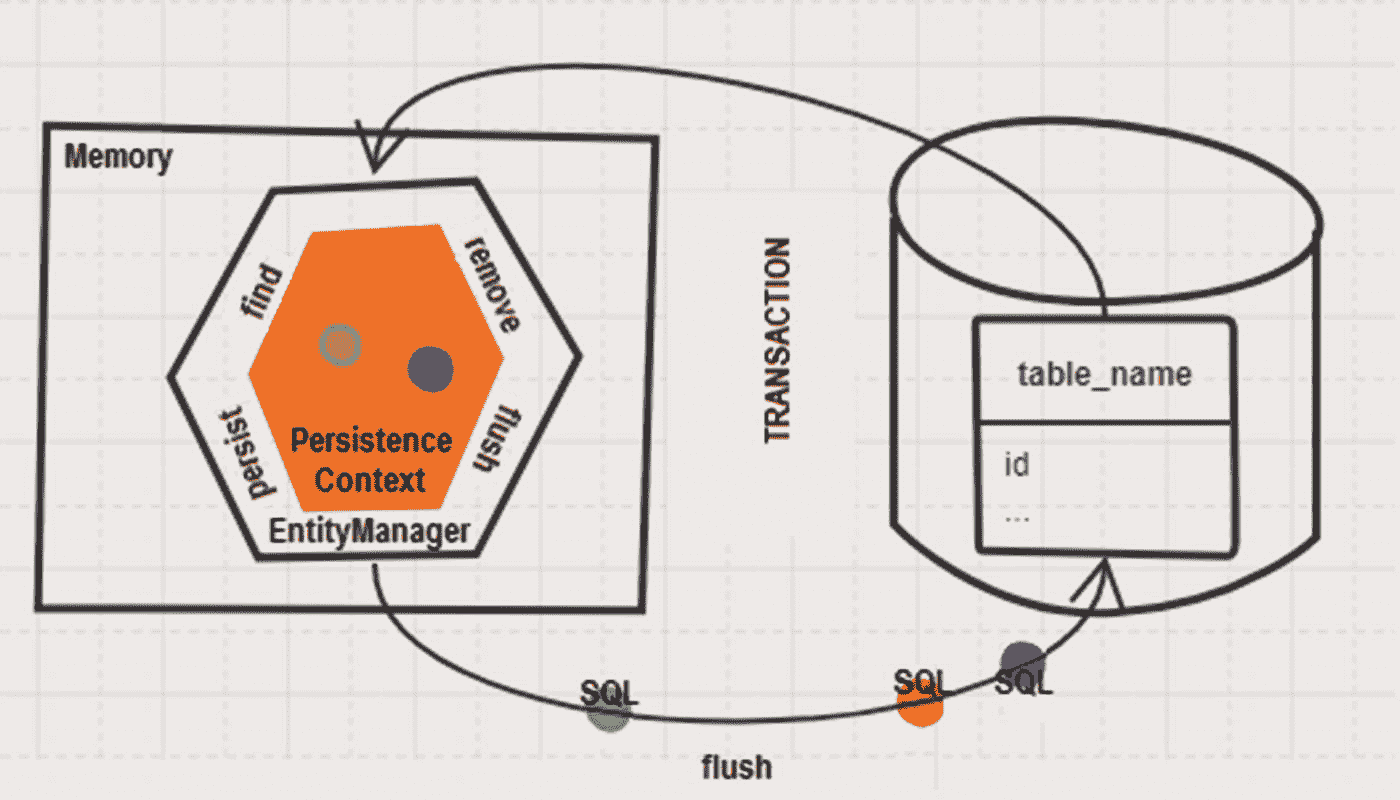 Memory
find
remove
persist
flush
Persistence
Context
EntityManager
TRANSACTION
table_name
id
...
SQL
SQL
SQL
flush